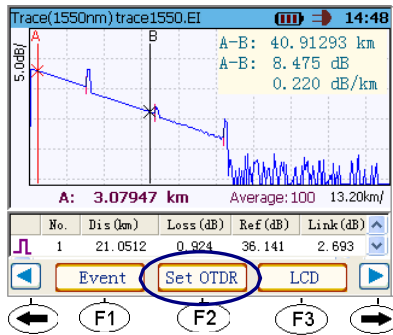 Trace(1550nm) trace1550.EI 14:48
A B A-B: 40.91293 km
A-B: 8.475 dB
0.220 dB/km
5.0dB/
A: 3.07947 km Average:100 13.20km/
No. Dis(km) Loss(dB) Ref(dB) Link(dB)
1 21.0512 0.924 36.141 2.693
Event Set OTDR LCD
F1 F2 F3